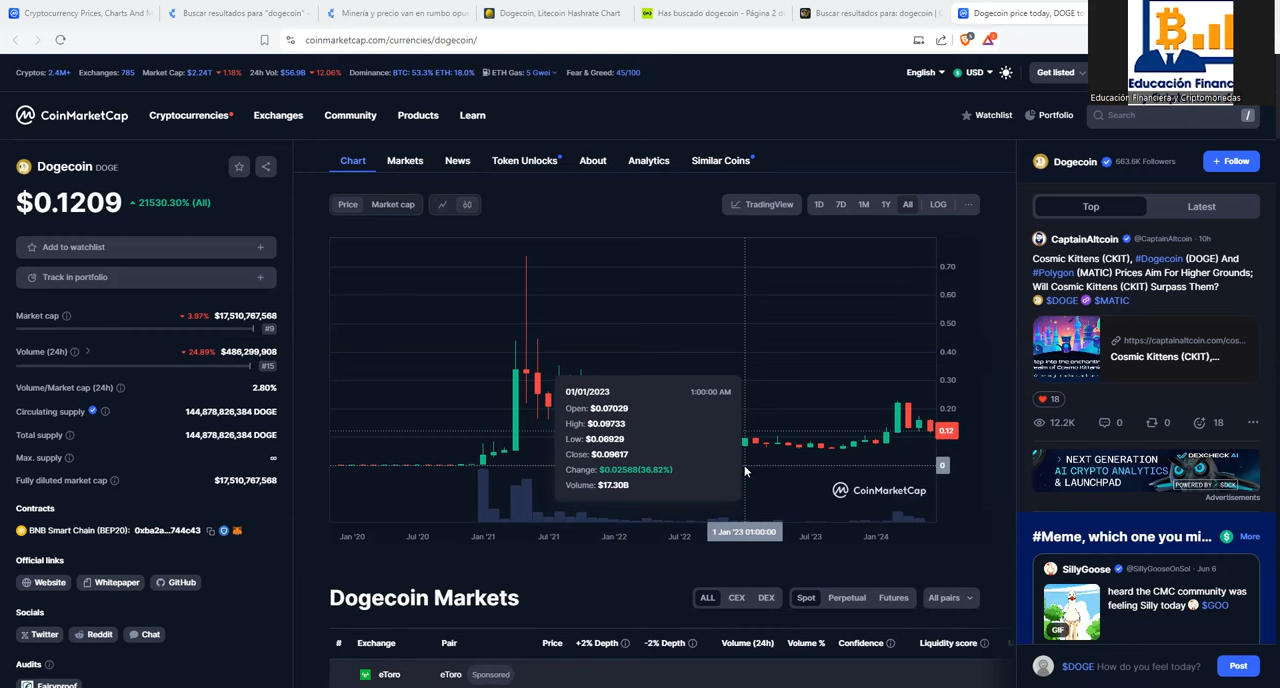 Cryptocurrency Prices, Charts And M
Buscar resultados para "dogecoin" -
Minería y precio van en rumbo opu
Dogecoin, Litecoin Hashrate Chart
Has buscado dogecoin - Página 2 d
Buscar resultados para: dogecoin | C
Dogecoin price today, DOGE to
coinmarketcap.com/currencies/dogecoin/
Educación Financ
Educación Financiera y Criptomonedas
Cryptos: 2.4M+ Exchanges: 785 Market Cap: $2.24T 1.18% 24h Vol: $56.9B 12.06% Dominance: BTC: 53.3% ETH: 18.0% ETH Gas: 5 Gwei Fear & Greed: 45/100
English USD Get listed
CoinMarketCap Cryptocurrencies Exchanges Community Products Learn
Watchlist Portfolio Search /
Dogecoin DOGE
$0.1209 21530.30% (All)
Add to watchlist +
Track in portfolio +
Market cap 3.97% $17,510,767,568
#9
Volume (24h) 24.89% $486,299,908
#15
Volume/Market cap (24h) 2.80%
Circulating supply 144,878,826,384 DOGE
Total supply 144,878,826,384 DOGE
Max. supply ∞
Fully diluted market cap $17,510,767,568
Contracts
BNB Smart Chain (BEP20): 0xba2a...744c43
Official links
Website Whitepaper GitHub
Socials
Twitter Reddit Chat
Audits
Fairyproof
Chart Markets News Token Unlocks About Analytics Similar Coins
Price Market cap
TradingView 1D 7D 1M 1Y All LOG ...
0.70
0.60
0.50
0.40
0.30
0.20
0.12
0
01/01/2023 1:00:00 AM
Open: $0.07029
High: $0.09733
Low: $0.06929
Close: $0.09617
Change: $0.02588(36.82%)
Volume: $17.30B
CoinMarketCap
1 Jan '23 01:00:00
Jan '20 Jul '20 Jan '21 Jul '21 Jan '22 Jul '22 Jul '23 Jan '24
Dogecoin Markets
ALL CEX DEX Spot Perpetual Futures All pairs
# Exchange Pair Price +2% Depth -2% Depth Volume (24h) Volume % Confidence Liquidity score
eToro eToro Sponsored
Dogecoin 663.6K Followers + Follow
Top Latest
CaptainAltcoin @CaptainAltcoin · 10h
Cosmic Kittens (CKIT), #Dogecoin (DOGE) And
#Polygon (MATIC) Prices Aim For Higher Grounds;
Will Cosmic Kittens (CKIT) Surpass Them?
$DOGE $MATIC
https://captainaltcoin.com/cos...
Cosmic Kittens (CKIT),...
18
12.2K 0 0 18 ...
NEXT GENERATION
AI CRYPTO ANALYTICS
& LAUNCHPAD
DEXCHECK AI
POWERED BY $DCK
Advertisements
#Meme, which one you mi... More
SillyGoose @SillyGooseOnSol · Jun 6
heard the CMC community was
feeling Silly today $GOO
GIF
$DOGE How do you feel today? Post